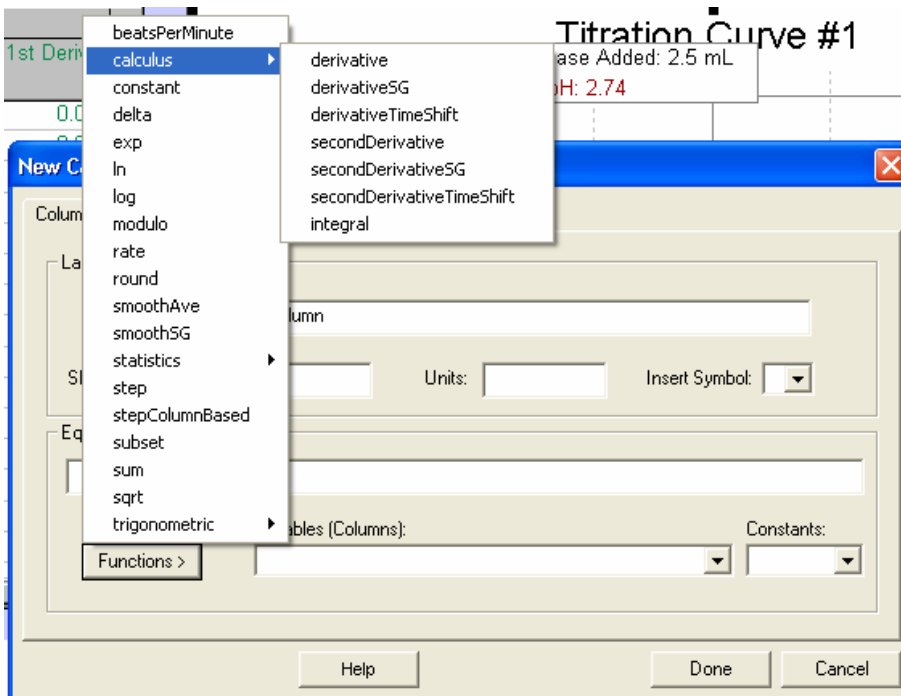 Titration Curve #1
1st Deriv
ase Added: 2.5 mL
pH: 2.74
0.0
beatsPerMinute
calculus
constant
delta
exp
ln
log
modulo
rate
round
smoothAve
smoothSG
statistics
step
stepColumnBased
subset
sum
sqrt
trigonometric
derivative
derivativeSG
derivativeTimeShift
secondDerivative
secondDerivativeSG
secondDerivativeTimeShift
integral
New C
Colum
La
lumn
Units:
Insert Symbol:
Eq
ables (Columns):
Constants:
Functions >
Help
Done
Cancel